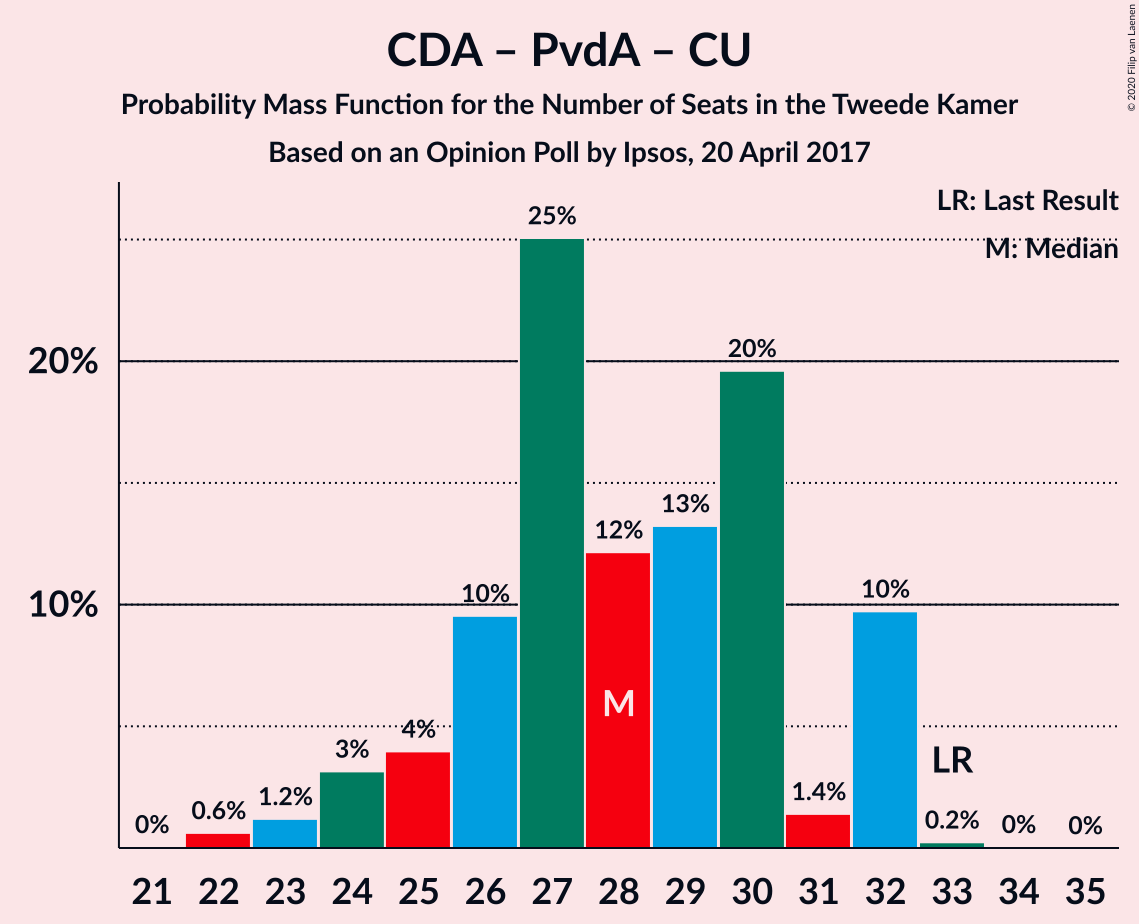 CDA – PvdA – CU
Probability Mass Function for the Number of Seats in the Tweede Kamer
Based on an Opinion Poll by Ipsos, 20 April 2017
© 2020 Filip van Laenen
LR: Last Result
M: Median
20%
10%
0%
0.6%
1.2%
3%
4%
10%
25%
12%
13%
20%
1.4%
10%
0.2%
0%
0%
M
LR
21 22 23 24 25 26 27 28 29 30 31 32 33 34 35